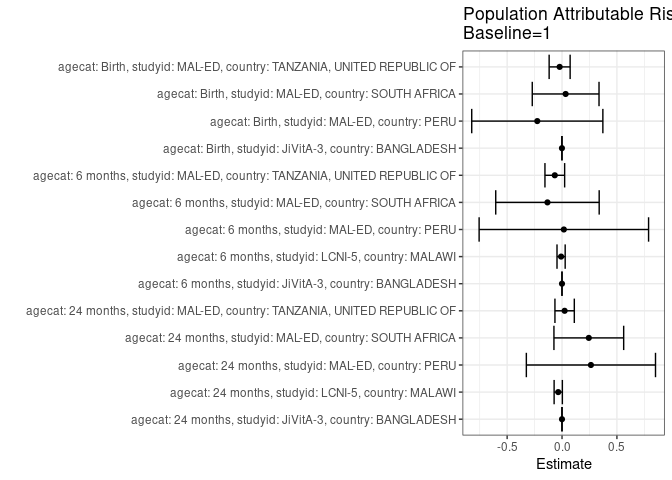 Population Attributable Ris
Baseline=1
agecat: Birth, studyid: MAL-ED, country: TANZANIA, UNITED REPUBLIC OF
agecat: Birth, studyid: MAL-ED, country: SOUTH AFRICA
agecat: Birth, studyid: MAL-ED, country: PERU
agecat: Birth, studyid: JiVitA-3, country: BANGLADESH
agecat: 6 months, studyid: MAL-ED, country: TANZANIA, UNITED REPUBLIC OF
agecat: 6 months, studyid: MAL-ED, country: SOUTH AFRICA
agecat: 6 months, studyid: MAL-ED, country: PERU
agecat: 6 months, studyid: LCNI-5, country: MALAWI
agecat: 6 months, studyid: JiVitA-3, country: BANGLADESH
agecat: 24 months, studyid: MAL-ED, country: TANZANIA, UNITED REPUBLIC OF
agecat: 24 months, studyid: MAL-ED, country: SOUTH AFRICA
agecat: 24 months, studyid: MAL-ED, country: PERU
agecat: 24 months, studyid: LCNI-5, country: MALAWI
agecat: 24 months, studyid: JiVitA-3, country: BANGLADESH
-0.5 0.0 0.5
Estimate